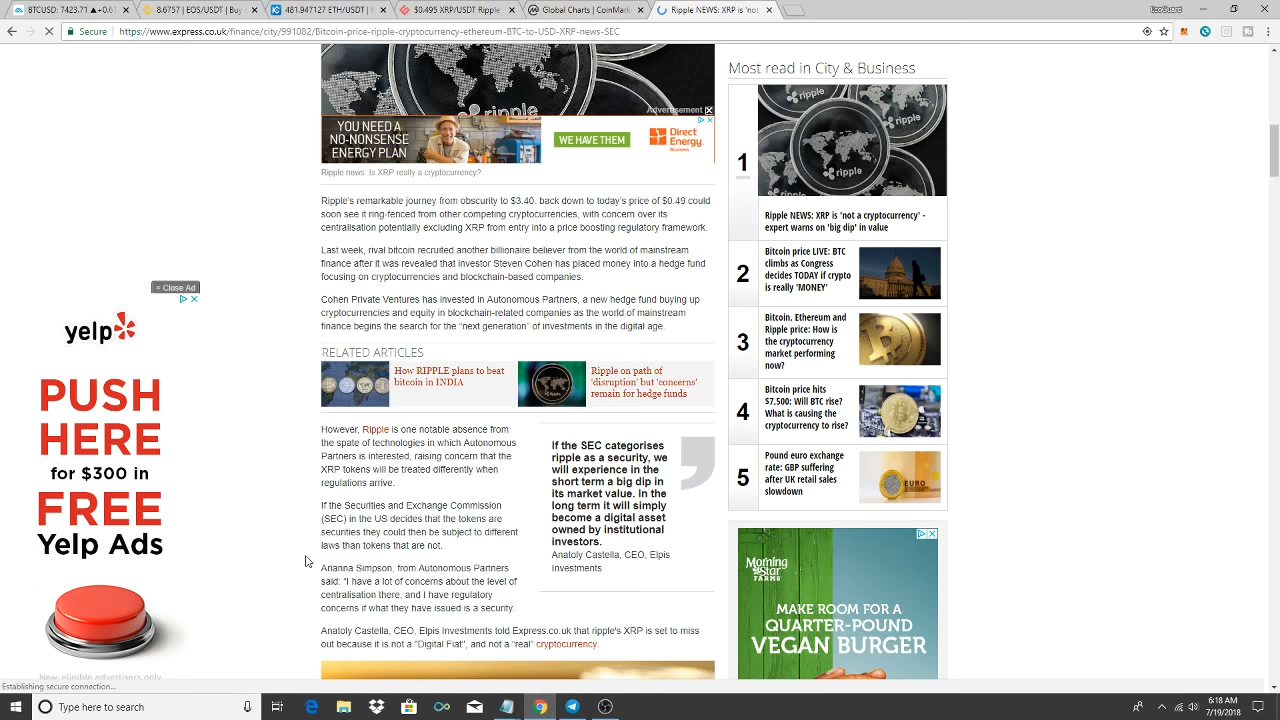 BTCUSD: 7423.71 ▲+0.61
8.6757 | EOS/USDT | Bu
481.947127 ETH/USDT | K
$0.495 XRP/USDT Ripple
Global Charts | CoinMark
Ripple NEWS: XRP is 'not
Secure
https://www.express.co.uk/finance/city/991082/Bitcoin-price-ripple-cryptocurrency-ethereum-BTC-to-USD-XRP-news-SEC
ripple
Advertisement
YOU NEED A
NO-NONSENSE
ENERGY PLAN
WE HAVE THEM
Direct
Energy
Business
Ripple news: Is XRP really a cryptocurrency?
Ripple's remarkable journey from obscurity to $3.40. back down to today's price of $0.49 could
soon see it ring-fenced from other competing cryptocurrencies, with concern over its
centralisation potentially excluding XRP from entry into a price boosting regulatory framework.
Last week, rival bitcoin recruited another billionaire believer from the world of mainstream
finance after it was revealed that investor Steven Cohen has placed money into a hedge fund
focusing on cryptocurrencies and blockchain-based companies.
Cohen Private Ventures has invested in Autonomous Partners, a new hedge fund buying up
cryptocurrencies and equity in blockchain-related companies as the world of mainstream
finance begins the search for the "next generation" of investments in the digital age.
RELATED ARTICLES
How RIPPLE plans to beat
bitcoin in INDIA
Ripple on path of
'disruption' but 'concerns'
remain for hedge funds
However, Ripple is one notable absence from
the spate of technologies in which Autonomous
Partners is interested, raising concern that the
XRP tokens will be treated differently when
regulations arrive.
If the Securities and Exchange Commission
(SEC) in the US decides that the tokens are
securities they could then be subject to different
laws than tokens that are not.
Arianna Simpson, from Autonomous Partners
said: "I have a lot of concerns about the level of
centralisation there, and I have regulatory
concerns if what they have issued is a security.
If the SEC categorises
ripple as a security, we
will experience in the
short term a big dip in
its market value. In the
long term it will simply
become a digital asset
owned by institutional
investors.
Anatoly Castella, CEO, Elpis
Investments
Anatoly Castella, CEO, Elpis Investments told Express.co.uk that ripple's XRP is set to miss
out because it is not a "Digital Fiat", and not a "real" cryptocurrency.
Most read in City & Business
ripple
ripple
ripple
1
Ripple NEWS: XRP is 'not a cryptocurrency' -
expert warns on 'big dip' in value
2
Bitcoin price LIVE: BTC
climbs as Congress
decides TODAY if crypto
is really 'MONEY'
3
Bitcoin, Ethereum and
Ripple price: How is
the cryptocurrency
market performing
now?
4
Bitcoin price hits
$7,500: Will BTC rise?
What is causing the
cryptocurrency to rise?
5
Pound euro exchange
rate: GBP suffering
after UK retail sales
slowdown
EURO
Morning
Star
FARMS
MAKE ROOM FOR A
QUARTER-POUND
VEGAN BURGER
× Close Ad
yelp
PUSH
HERE
for $300 in
FREE
Yelp Ads
New, eligible advertisers only
Establishing secure connection...
Type here to search
6:18 AM
7/19/2018